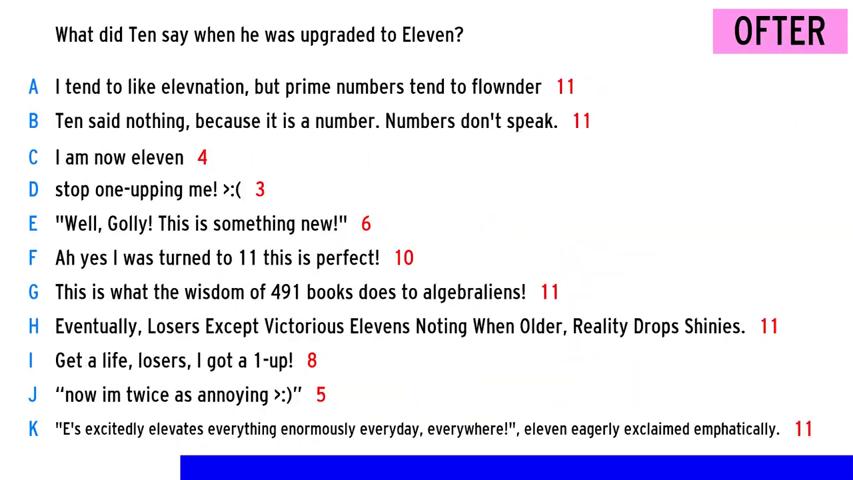 What did Ten say when he was upgraded to Eleven?
OFTER
A I tend to like elevnation, but prime numbers tend to flownder 11
B Ten said nothing, because it is a number. Numbers don't speak. 11
C I am now eleven 4
D stop one-upping me! >:( 3
E "Well, Golly! This is something new!" 6
F Ah yes I was turned to 11 this is perfect! 10
G This is what the wisdom of 491 books does to algebraliens! 11
H Eventually, Losers Except Victorious Elevens Noting When Older, Reality Drops Shinies. 11
I Get a life, losers, I got a 1-up! 8
J “now im twice as annoying >:)” 5
K "E's excitedly elevates everything enormously everyday, everywhere!", eleven eagerly exclaimed emphatically. 11